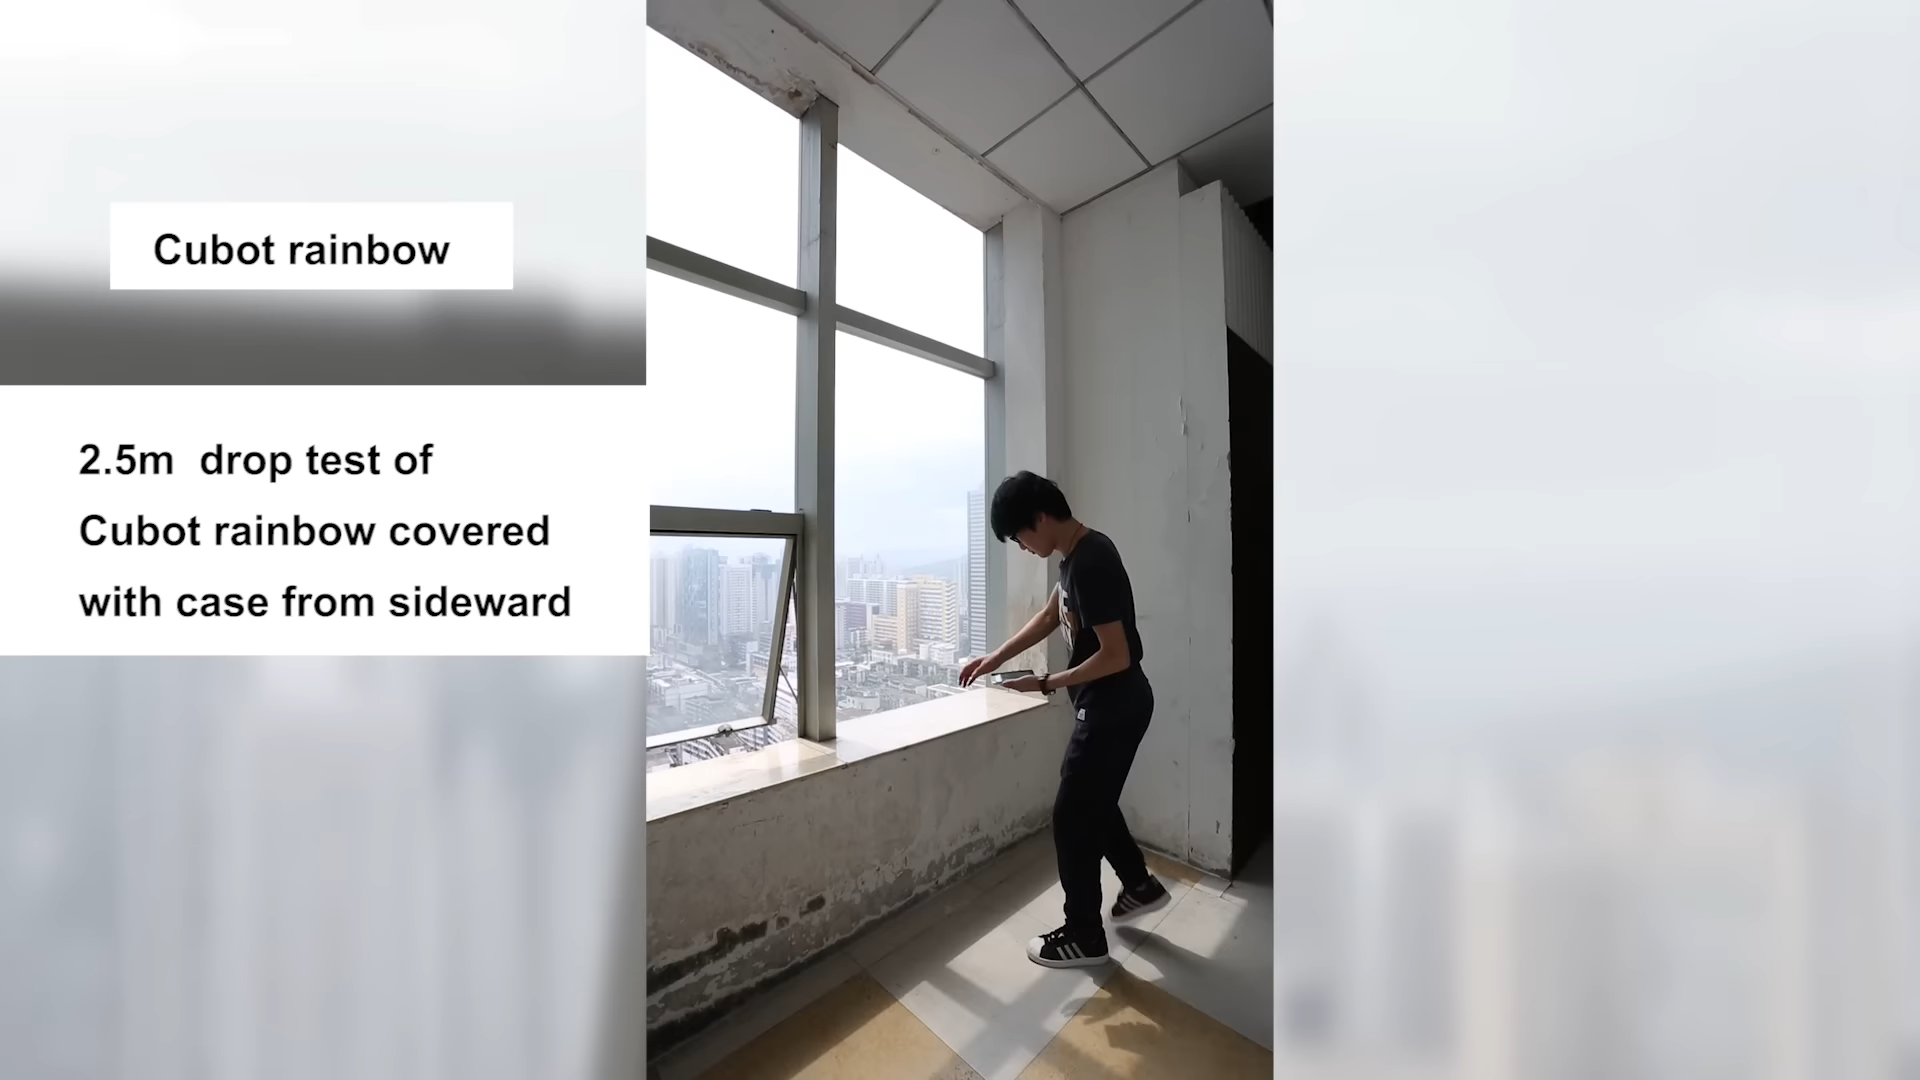 Cubot rainbow
2.5m drop test of
Cubot rainbow covered
with case from sideward